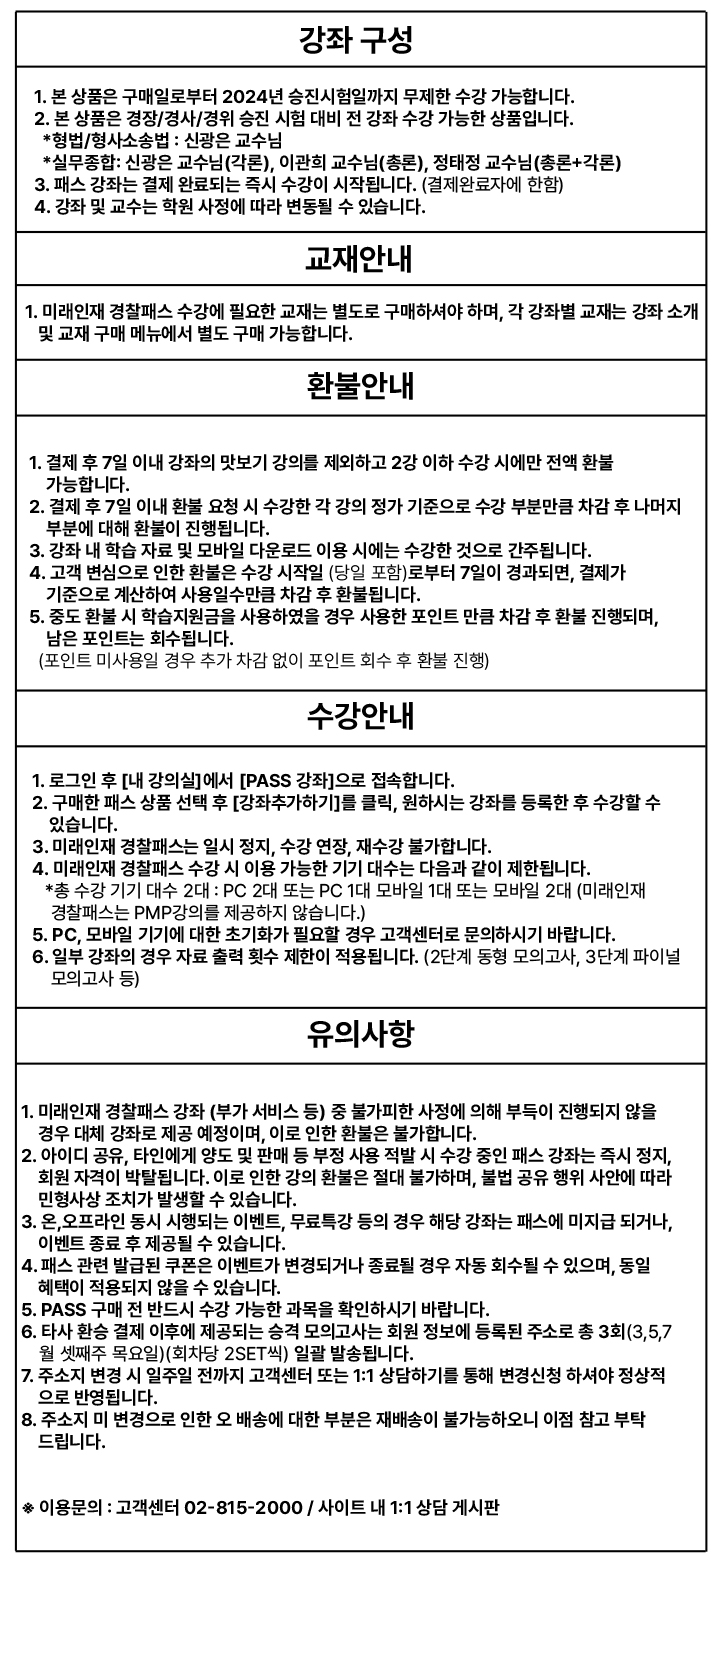 강좌 구성
1. 본 상품은 구매일로부터 2024년 승진시험일까지 무제한 수강 가능합니다.
2. 본 상품은 경장/경사/경위 승진 시험 대비 전 강좌 수강 가능한 상품입니다.
*형법/형사소송법 : 신광은 교수님
*실무종합: 신광은 교수님(각론), 이관희 교수님(총론), 정태정 교수님(총론+각론)
3. 패스 강좌는 결제 완료되는 즉시 수강이 시작됩니다. (결제완료자에 한함)
4. 강좌 및 교수는 학원 사정에 따라 변동될 수 있습니다.
교재안내
1. 미래인재 경찰패스 수강에 필요한 교재는 별도로 구매하셔야 하며, 각 강좌별 교재는 강좌 소개
및 교재 구매 메뉴에서 별도 구매 가능합니다.
환불안내
1. 결제 후 7일 이내 강좌의 맛보기 강의를 제외하고 2강 이하 수강 시에만 전액 환불
가능합니다.
2. 결제 후 7일 이내 환불 요청 시 수강한 각 강의 정가 기준으로 수강 부분만큼 차감 후 나머지
부분에 대해 환불이 진행됩니다.
3. 강좌 내 학습 자료 및 모바일 다운로드 이용 시에는 수강한 것으로 간주됩니다.
4. 고객 변심으로 인한 환불은 수강 시작일 (당일 포함)로부터 7일이 경과되면, 결제가
기준으로 계산하여 사용일수만큼 차감 후 환불됩니다.
5. 중도 환불 시 학습지원금을 사용하였을 경우 사용한 포인트 만큼 차감 후 환불 진행되며,
남은 포인트는 회수됩니다.
(포인트 미사용일 경우 추가 차감 없이 포인트 회수 후 환불 진행)
수강안내
1. 로그인 후 [내 강의실]에서 [PASS 강좌]으로 접속합니다.
2. 구매한 패스 상품 선택 후 [강좌추가하기]를 클릭, 원하시는 강좌를 등록한 후 수강할 수
있습니다.
3. 미래인재 경찰패스는 일시 정지, 수강 연장, 재수강 불가합니다.
4. 미래인재 경찰패스 수강 시 이용 가능한 기기 대수는 다음과 같이 제한됩니다.
*총 수강 기기 대수 2대 : PC 2대 또는 PC 1대 모바일 1대 또는 모바일 2대 (미래인재
경찰패스는 PMP강의를 제공하지 않습니다.)
5. PC, 모바일 기기에 대한 초기화가 필요할 경우 고객센터로 문의하시기 바랍니다.
6. 일부 강좌의 경우 자료 출력 횟수 제한이 적용됩니다. (2단계 동형 모의고사, 3단계 파이널
모의고사 등)
유의사항
1. 미래인재 경찰패스 강좌 (부가 서비스 등) 중 불가피한 사정에 의해 부득이 진행되지 않을
경우 대체 강좌로 제공 예정이며, 이로 인한 환불은 불가합니다.
2. 아이디 공유, 타인에게 양도 및 판매 등 부정 사용 적발 시 수강 중인 패스 강좌는 즉시 정지,
회원 자격이 박탈됩니다. 이로 인한 강의 환불은 절대 불가하며, 불법 공유 행위 사안에 따라
민형사상 조치가 발생할 수 있습니다.
3. 온,오프라인 동시 시행되는 이벤트, 무료특강 등의 경우 해당 강좌는 패스에 미지급 되거나,
이벤트 종료 후 제공될 수 있습니다.
4. 패스 관련 발급된 쿠폰은 이벤트가 변경되거나 종료될 경우 자동 회수될 수 있으며, 동일
혜택이 적용되지 않을 수 있습니다.
5. PASS 구매 전 반드시 수강 가능한 과목을 확인하시기 바랍니다.
6. 타사 환승 결제 이후에 제공되는 승격 모의고사는 회원 정보에 등록된 주소로 총 3회(3,5,7
월 셋째주 목요일)(회차당 2SET씩) 일괄 발송됩니다.
7. 주소지 변경 시 일주일 전까지 고객센터 또는 1:1 상담하기를 통해 변경신청 하셔야 정상적
으로 반영됩니다.
8. 주소지 미 변경으로 인한 오 배송에 대한 부분은 재배송이 불가능하오니 이점 참고 부탁
드립니다.
※ 이용문의 : 고객센터 02-815-2000 / 사이트 내 1:1 상담 게시판